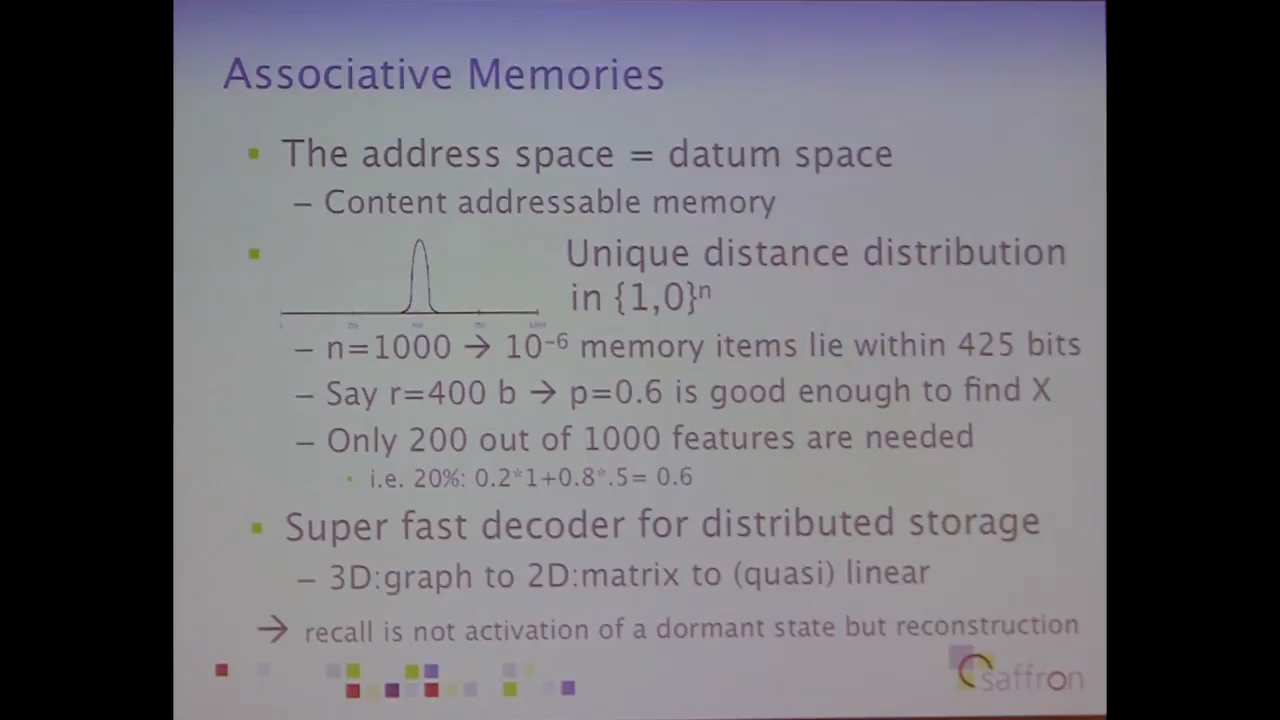 Associative Memories
▪ The address space = datum space
– Content addressable memory
▪ Unique distance distribution
in {1,0}ⁿ
– n=1000 → 10⁻⁶ memory items lie within 425 bits
– Say r=400 b → p=0.6 is good enough to find X
– Only 200 out of 1000 features are needed
▪ i.e. 20%: 0.2*1+0.8*.5= 0.6
▪ Super fast decoder for distributed storage
– 3D:graph to 2D:matrix to (quasi) linear
→ recall is not activation of a dormant state but reconstruction
saffron